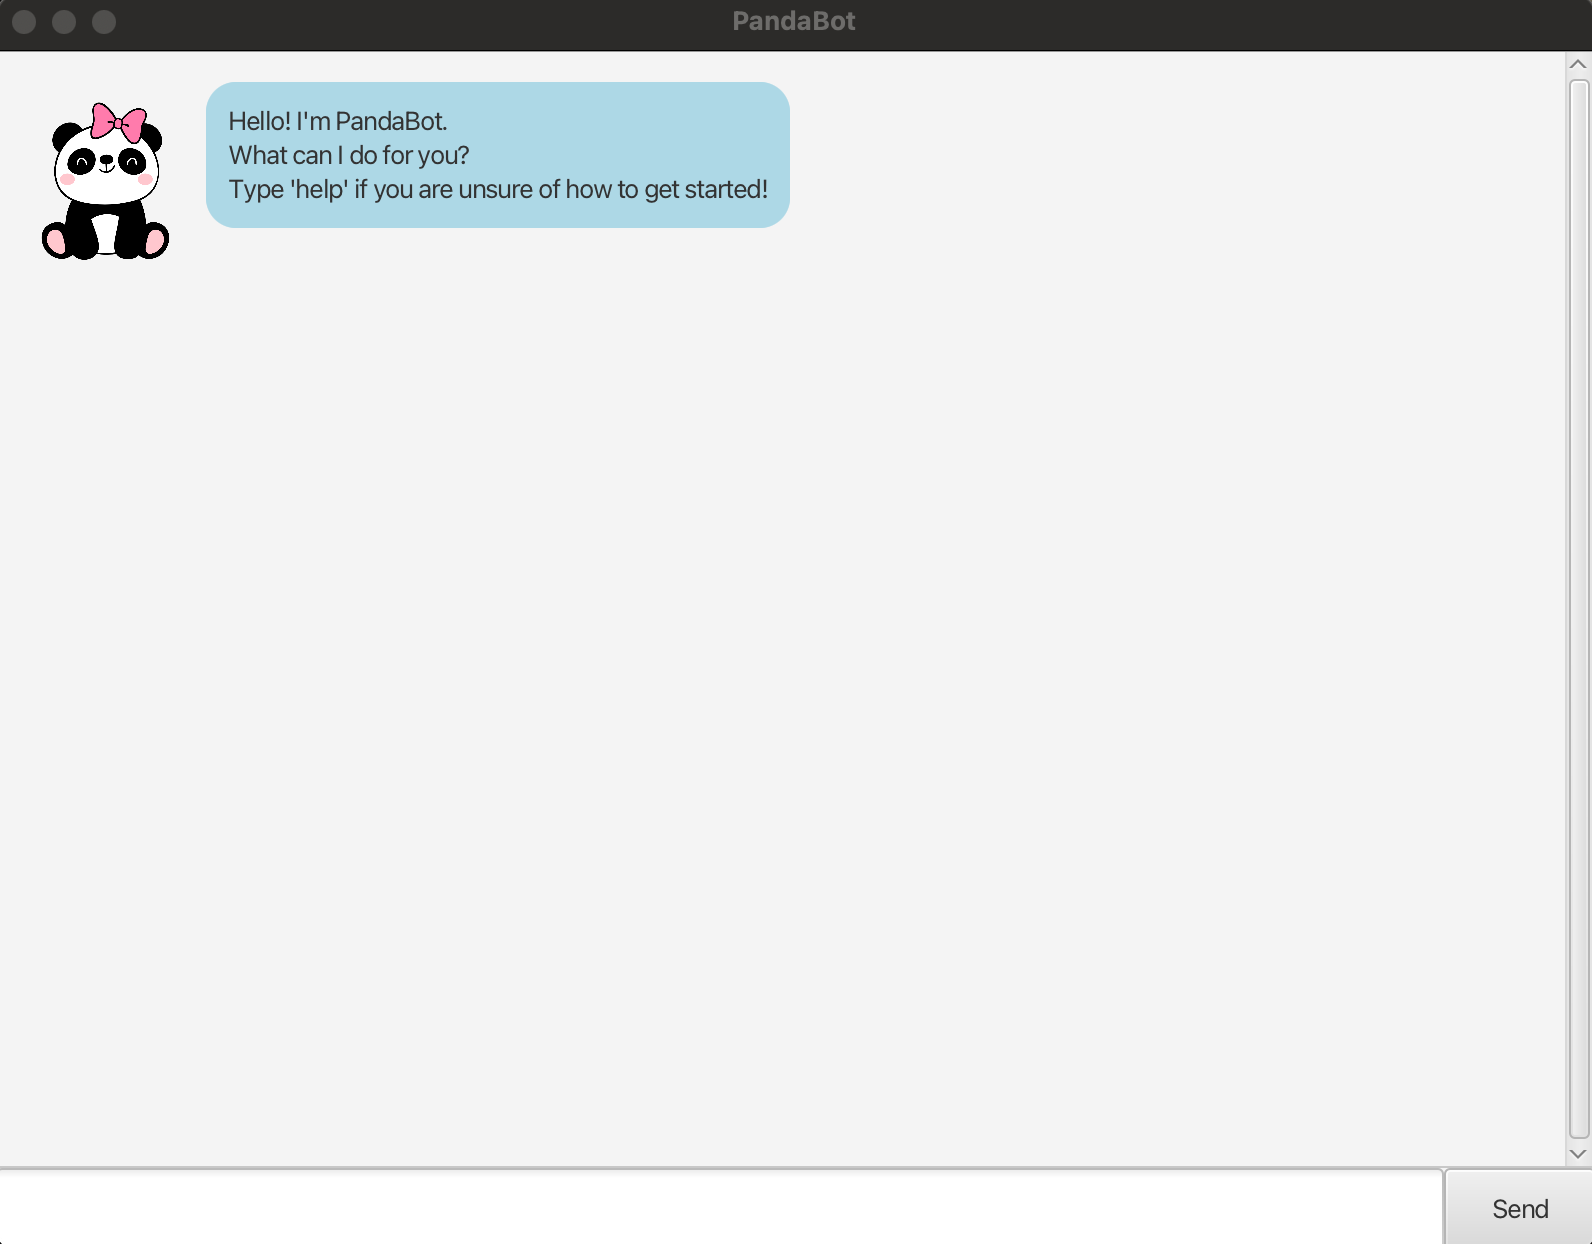 PandaBot
Hello! I'm PandaBot.
What can I do for you?
Type 'help' if you are unsure of how to get started!
Send